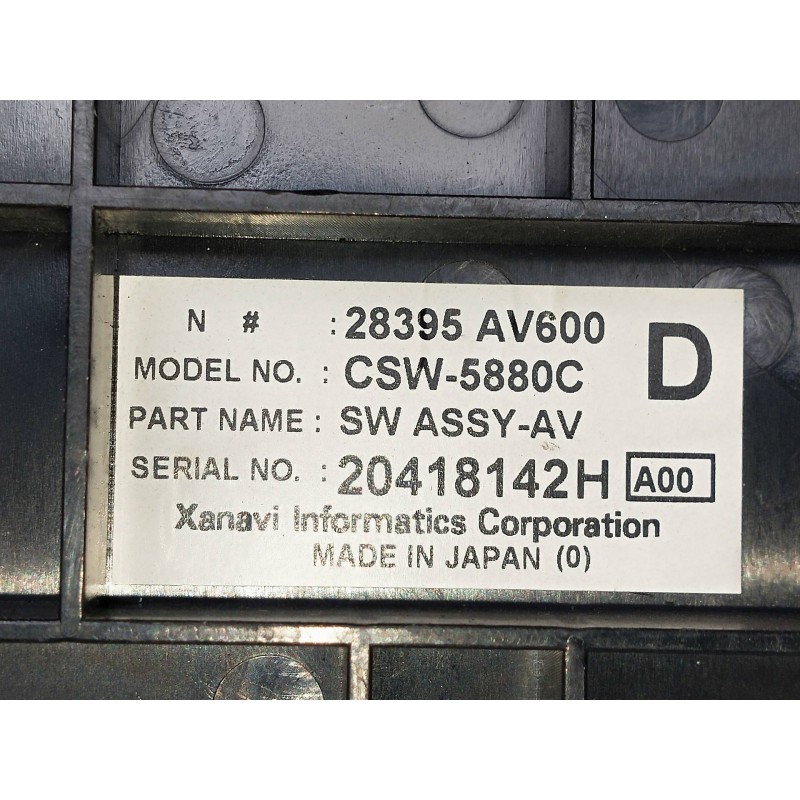 N # : 28395 AV600 D
MODEL NO. : CSW-5880C
PART NAME : SW ASSY-AV
SERIAL NO. : 20418142H A00
Xanavi Informatics Corporation
MADE IN JAPAN (0)